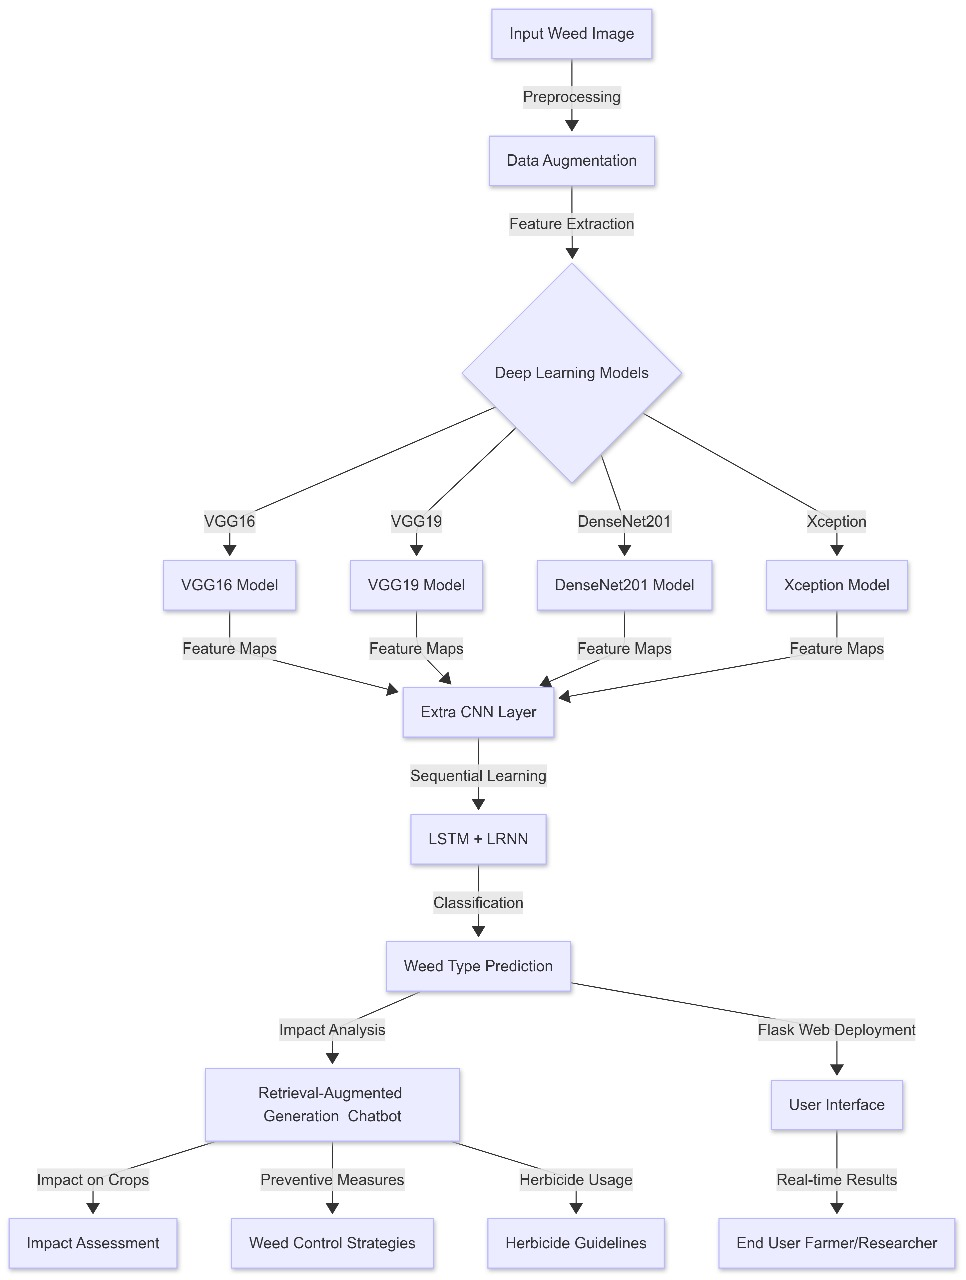 Input Weed Image
Preprocessing
Data Augmentation
Feature Extraction
Deep Learning Models
VGG16
VGG19
DenseNet201
Xception
VGG16 Model
VGG19 Model
DenseNet201 Model
Xception Model
Feature Maps
Feature Maps
Feature Maps
Feature Maps
Extra CNN Layer
Sequential Learning
LSTM + LRNN
Classification
Weed Type Prediction
Impact Analysis
Flask Web Deployment
Retrieval-Augmented
Generation Chatbot
User Interface
Impact on Crops
Preventive Measures
Herbicide Usage
Real-time Results
Impact Assessment
Weed Control Strategies
Herbicide Guidelines
End User Farmer/Researcher